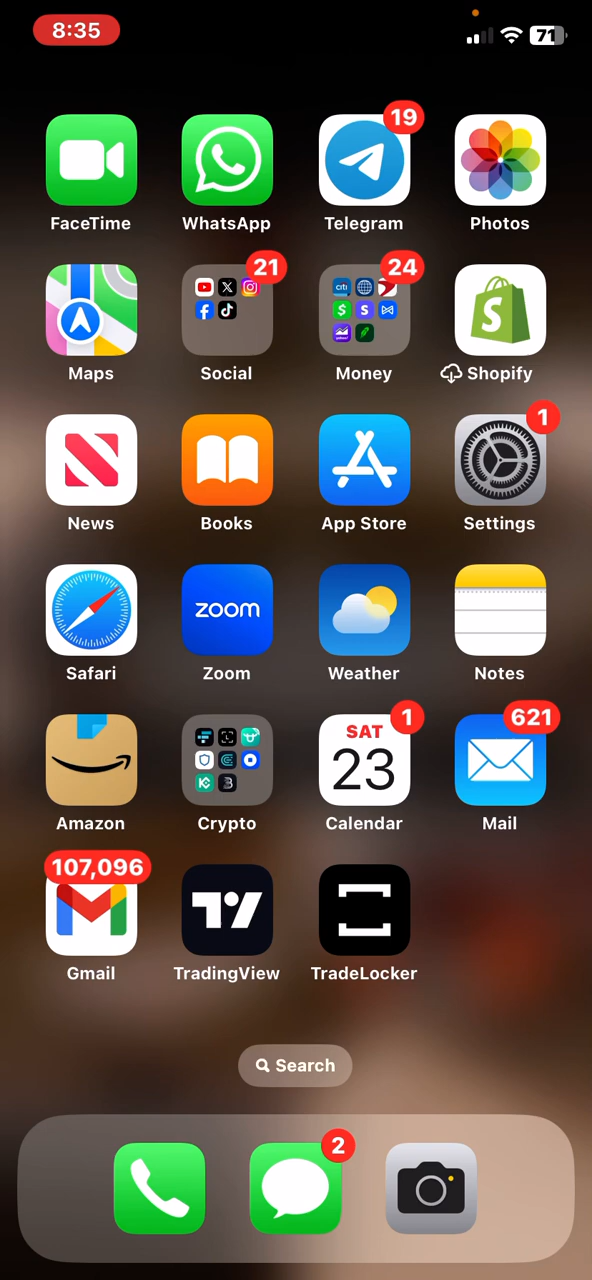 8:35
71
19
FaceTime
WhatsApp
Telegram
Photos
21
24
citi
Maps
Social
Money
Shopify
1
News
Books
App Store
Settings
zoom
Safari
Zoom
Weather
Notes
SAT
23
1
621
Amazon
Crypto
Calendar
Mail
107,096
Gmail
TradingView
TradeLocker
Search
2